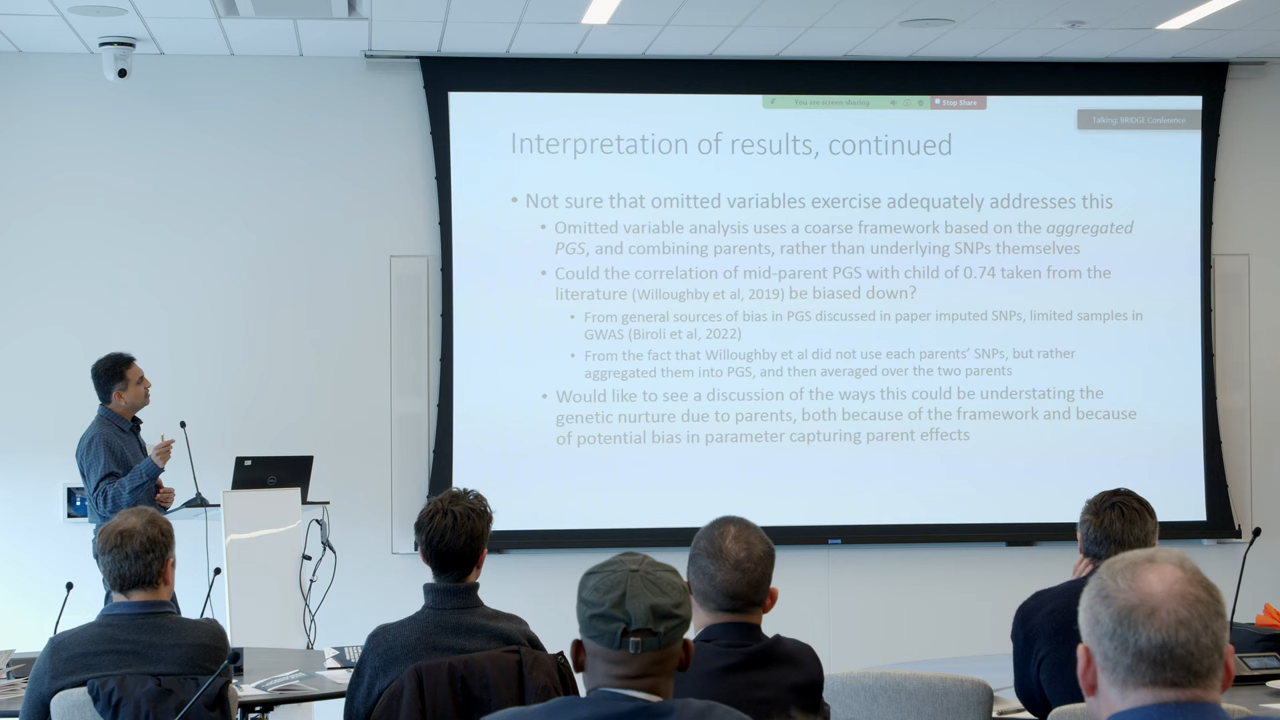 You are screen sharing
Stop Share
Talking: BRIDGE Conference
Interpretation of results, continued
• Not sure that omitted variables exercise adequately addresses this
• Omitted variable analysis uses a coarse framework based on the aggregated
PGS, and combining parents, rather than underlying SNPs themselves
• Could the correlation of mid-parent PGS with child of 0.74 taken from the
literature (Willoughby et al, 2019) be biased down?
• From general sources of bias in PGS discussed in paper imputed SNPs, limited samples in
GWAS (Biroli et al, 2022)
• From the fact that Willoughby et al did not use each parents’ SNPs, but rather
aggregated them into PGS, and then averaged over the two parents
• Would like to see a discussion of the ways this could be understating the
genetic nurture due to parents, both because of the framework and because
of potential bias in parameter capturing parent effects
DELL